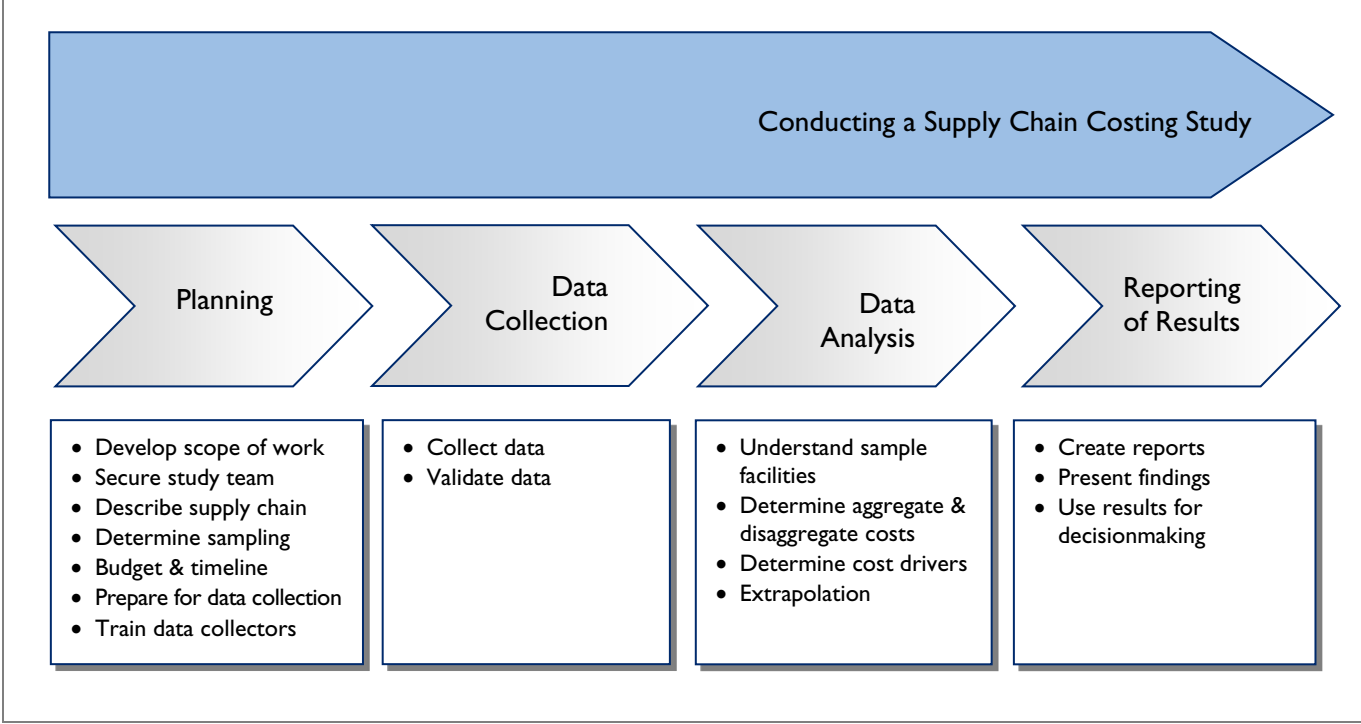 Conducting a Supply Chain Costing Study
Planning
Data
Collection
Data
Analysis
Reporting
of Results
• Develop scope of work
• Secure study team
• Describe supply chain
• Determine sampling
• Budget & timeline
• Prepare for data collection
• Train data collectors
• Collect data
• Validate data
• Understand sample
facilities
• Determine aggregate &
disaggregate costs
• Determine cost drivers
• Extrapolation
• Create reports
• Present findings
• Use results for
decisionmaking